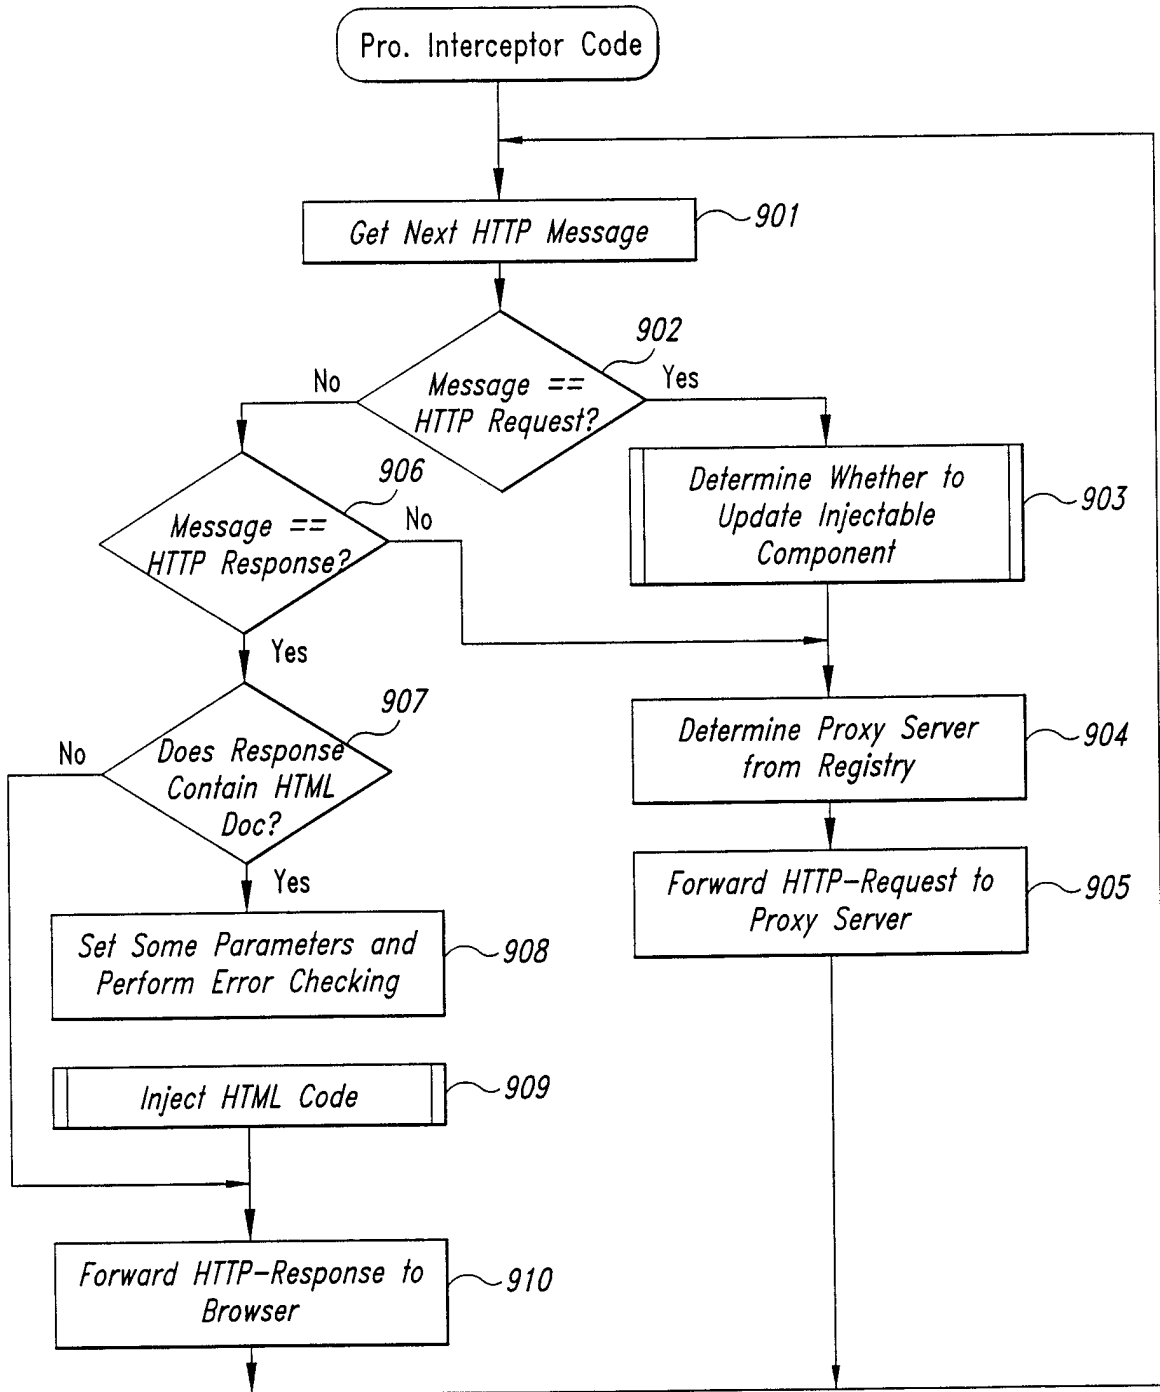 Pro. Interceptor Code
Get Next HTTP Message
901
902
Message ==
HTTP Request?
No
Yes
Determine Whether to
Update Injectable
Component
903
906
Message ==
HTTP Response?
No
Yes
Determine Proxy Server
from Registry
904
907
Does Response
Contain HTML
Doc?
No
Yes
Forward HTTP-Request to
Proxy Server
905
Set Some Parameters and
Perform Error Checking
908
Inject HTML Code
909
Forward HTTP-Response to
Browser
910